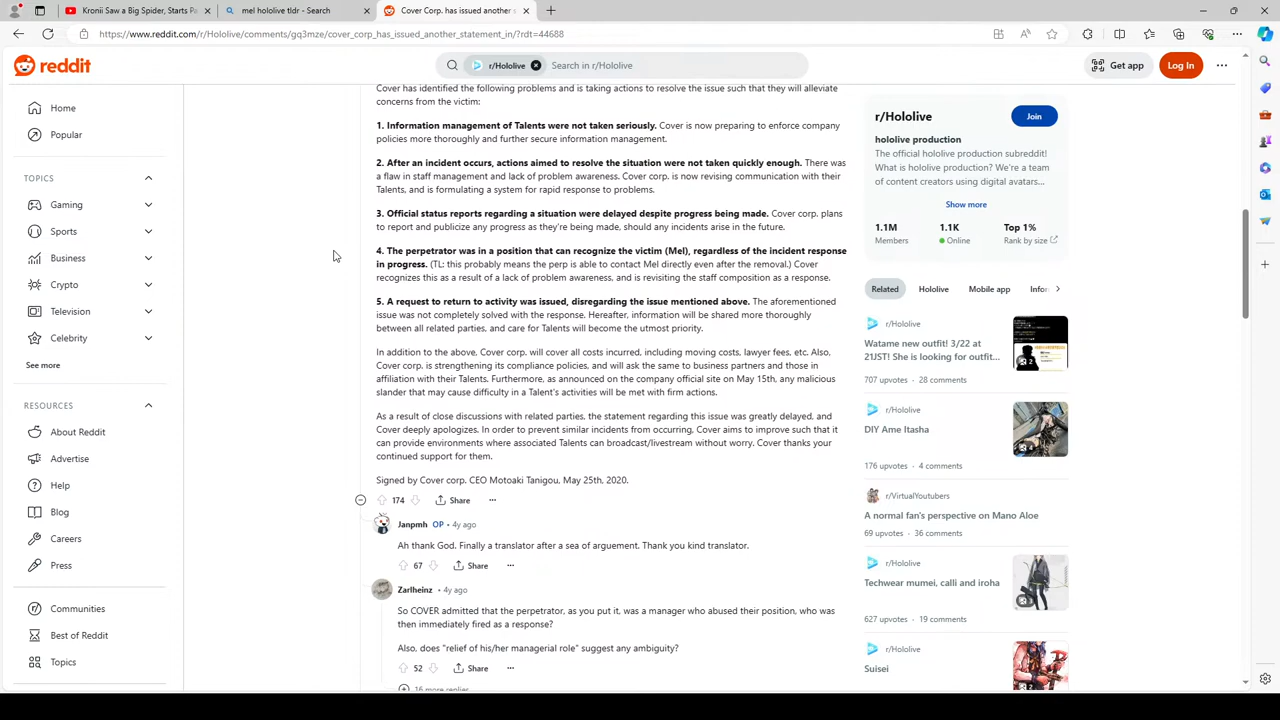 Kronii Saw a Big Spider, Starts Pa
mel hololive tldr - Search
Cover Corp. has issued another s
https://www.reddit.com/r/Hololive/comments/gq3mze/cover_corp_has_issued_another_statement_in/?rdt=44688
reddit
r/Hololive
Search in r/Hololive
Get app
Log In
Home
Popular
TOPICS
Gaming
Sports
Business
Crypto
Television
Celebrity
See more
RESOURCES
About Reddit
Advertise
Help
Blog
Careers
Press
Communities
Best of Reddit
Topics
Cover has identified the following problems and is taking actions to resolve the issue such that they will alleviate
concerns from the victim:
1. Information management of Talents were not taken seriously. Cover is now preparing to enforce company
policies more thoroughly and further secure information management.
2. After an incident occurs, actions aimed to resolve the situation were not taken quickly enough. There was
a flaw in staff management and lack of problem awareness. Cover corp. is now revising communication with their
Talents, and is formulating a system for rapid response to problems.
3. Official status reports regarding a situation were delayed despite progress being made. Cover corp. plans
to report and publicize any progress as they're being made, should any incidents arise in the future.
4. The perpetrator was in a position that can recognize the victim (Mel), regardless of the incident response
in progress. (TL: this probably means the perp is able to contact Mel directly even after the removal.) Cover
recognizes this as a result of a lack of problem awareness, and is revisiting the staff composition as a response.
5. A request to return to activity was issued, disregarding the issue mentioned above. The aforementioned
issue was not completely solved with the response. Hereafter, information will be shared more thoroughly
between all related parties, and care for Talents will become the utmost priority.
In addition to the above, Cover corp. will cover all costs incurred, including moving costs, lawyer fees, etc. Also,
Cover corp. is strengthening its compliance policies, and will ask the same to business partners and those in
affiliation with their Talents. Furthermore, as announced on the company official site on May 15th, any malicious
slander that may cause difficulty in a Talent's activities will be met with firm actions.
As a result of close discussions with related parties, the statement regarding this issue was greatly delayed, and
Cover deeply apologizes. In order to prevent similar incidents from occurring, Cover aims to improve such that it
can provide environments where associated Talents can broadcast/livestream without worry. Cover thanks your
continued support for them.
Signed by Cover corp. CEO Motoaki Tanigou, May 25th, 2020.
174
Share
Janpmh OP • 4y ago
Ah thank God. Finally a translator after a sea of arguement. Thank you kind translator.
67
Share
Zarlheinz • 4y ago
So COVER admitted that the perpetrator, as you put it, was a manager who abused their position, who was
then immediately fired as a response?
Also, does "relief of his/her managerial role" suggest any ambiguity?
52
Share
16 more replies
r/Hololive
Join
hololive production
The official hololive production subreddit!
What is hololive production? We're a team
of content creators using digital avatars...
Show more
1.1M
1.1K
Top 1%
Members
Online
Rank by size
Related
Hololive
Mobile app
Infor
r/Hololive
Watame new outfit! 3/22 at
21JST! She is looking for outfit...
707 upvotes • 28 comments
r/Hololive
DIY Ame Itasha
176 upvotes • 4 comments
r/VirtualYoutubers
A normal fan's perspective on Mano Aloe
69 upvotes • 36 comments
r/Hololive
Techwear mumei, calli and iroha
627 upvotes • 19 comments
r/Hololive
Suisei